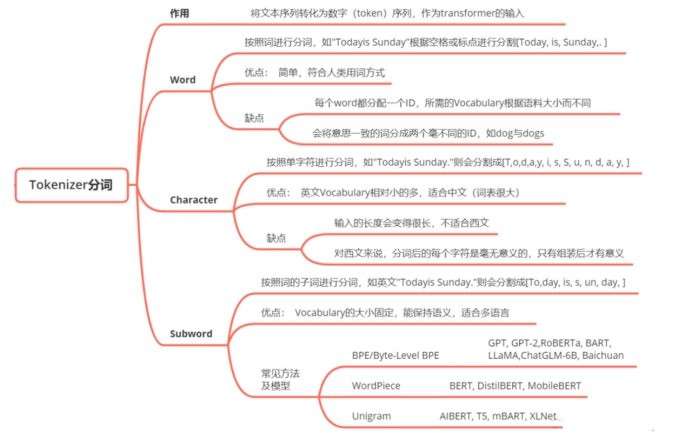 作用
将文本序列转化为数字（token）序列，作为transformer的输入
Tokenizer分词
Word
按照词进行分词，如"Todayis Sunday"根据空格或标点进行分割[Today, is, Sunday,. ]
优点： 简单，符合人类用词方式
缺点
每个word都分配一个ID，所需的Vocabulary根据语料大小而不同
会将意思一致的词分成两个毫不同的ID，如dog与dogs
Character
按照单字符进行分词，如"Todayis Sunday."则会分割成[T,o,d,a,y, i, s, S, u, n, d, a, y, ]
优点： 英文Vocabulary相对小的多，适合中文（词表很大）
缺点
输入的长度会变得很长，不适合西文
对西文来说，分词后的每个字符是毫无意义的，只有组装后才有意义
Subword
按照词的子词进行分词，如英文"Todayis Sunday."则会分割成[To,day, is, s, un, day, ]
优点： Vocabulary的大小固定，能保持语义，适合多语言
常见方法
及模型
BPE/Byte-Level BPE
GPT, GPT-2,RoBERTa, BART,
LLaMA,ChatGLM-6B, Baichuan
WordPiece
BERT, DistilBERT, MobileBERT
Unigram
AlBERT, T5, mBART, XLNet